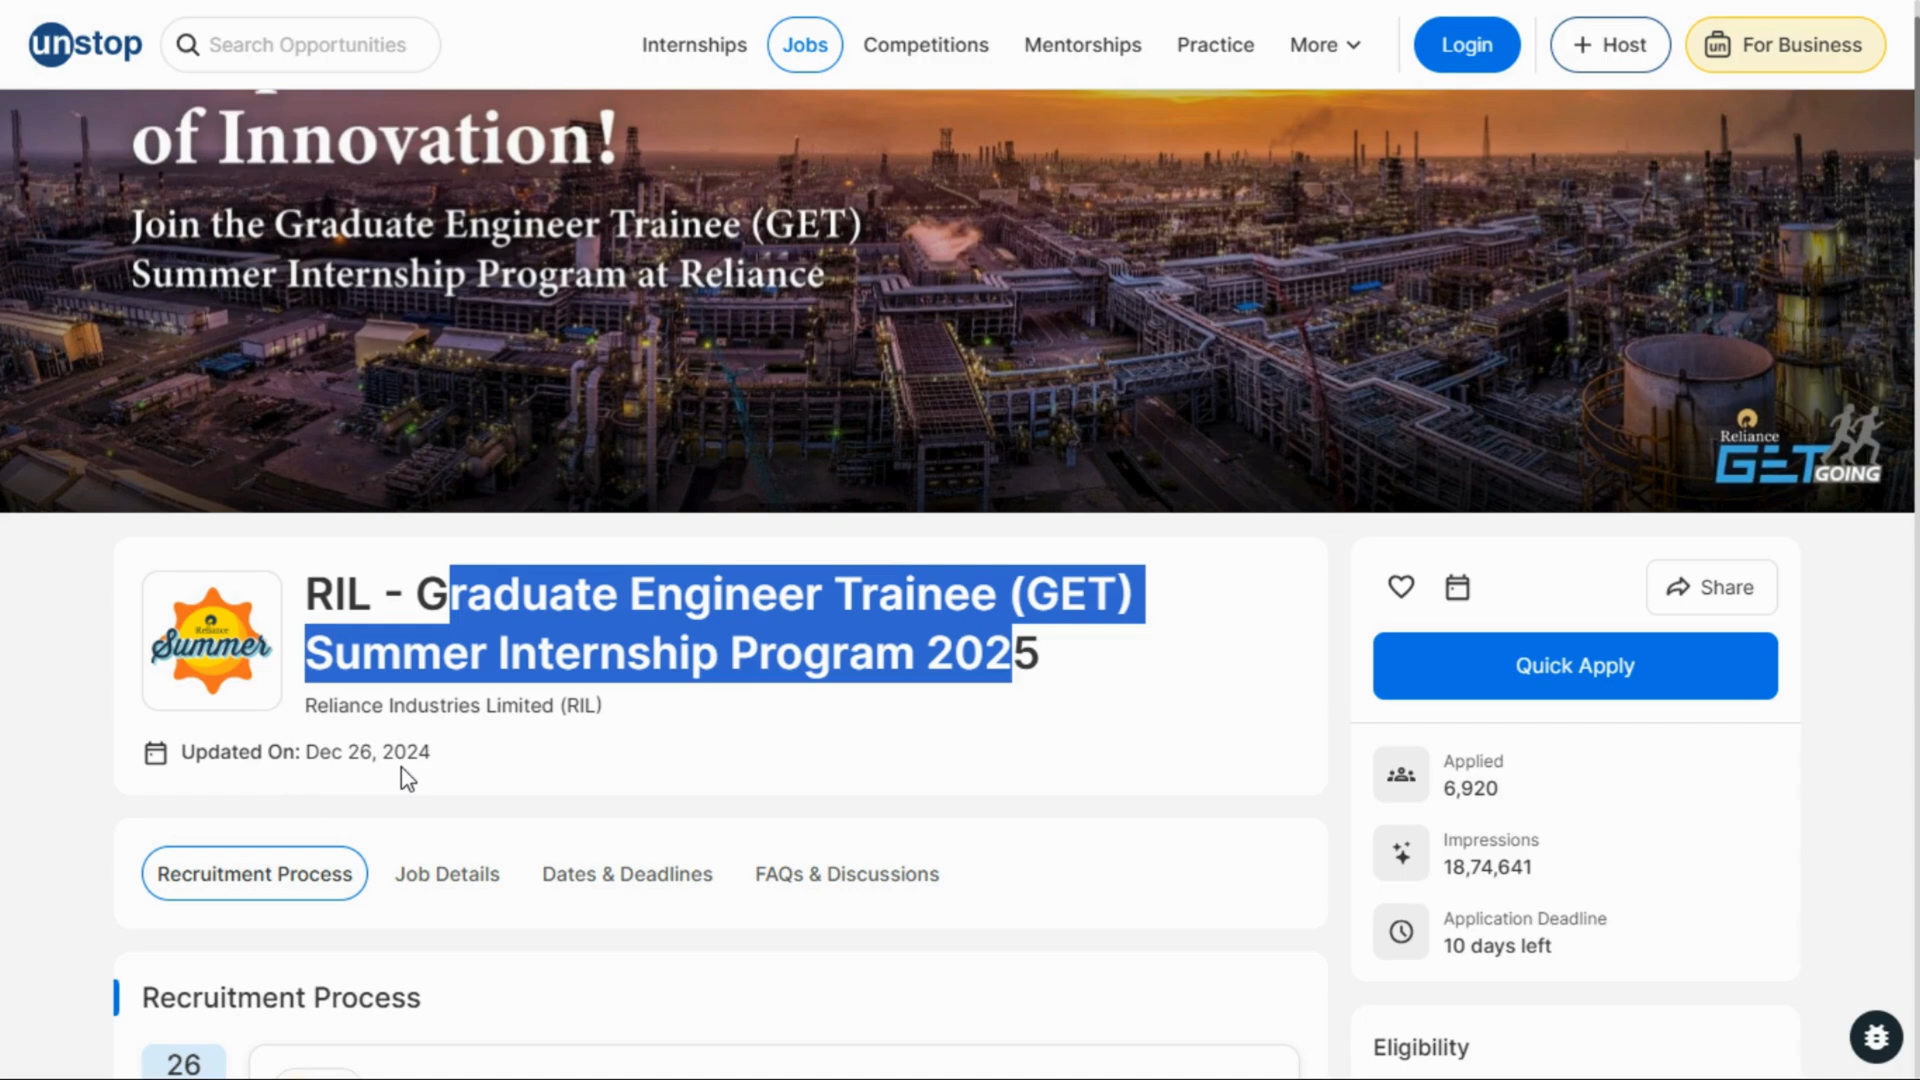 unstop
Search Opportunities
Internships
Jobs
Competitions
Mentorships
Practice
More
Login
+ Host
un
For Business
of Innovation!
Join the Graduate Engineer Trainee (GET)
Summer Internship Program at Reliance
Reliance
GET GOING
Reliance
Summer
RIL - Graduate Engineer Trainee (GET)
Summer Internship Program 2025
Reliance Industries Limited (RIL)
Updated On: Dec 26, 2024
Share
Quick Apply
Applied
6,920
Impressions
18,74,641
Application Deadline
10 days left
Recruitment Process
Job Details
Dates & Deadlines
FAQs & Discussions
Recruitment Process
26
Eligibility